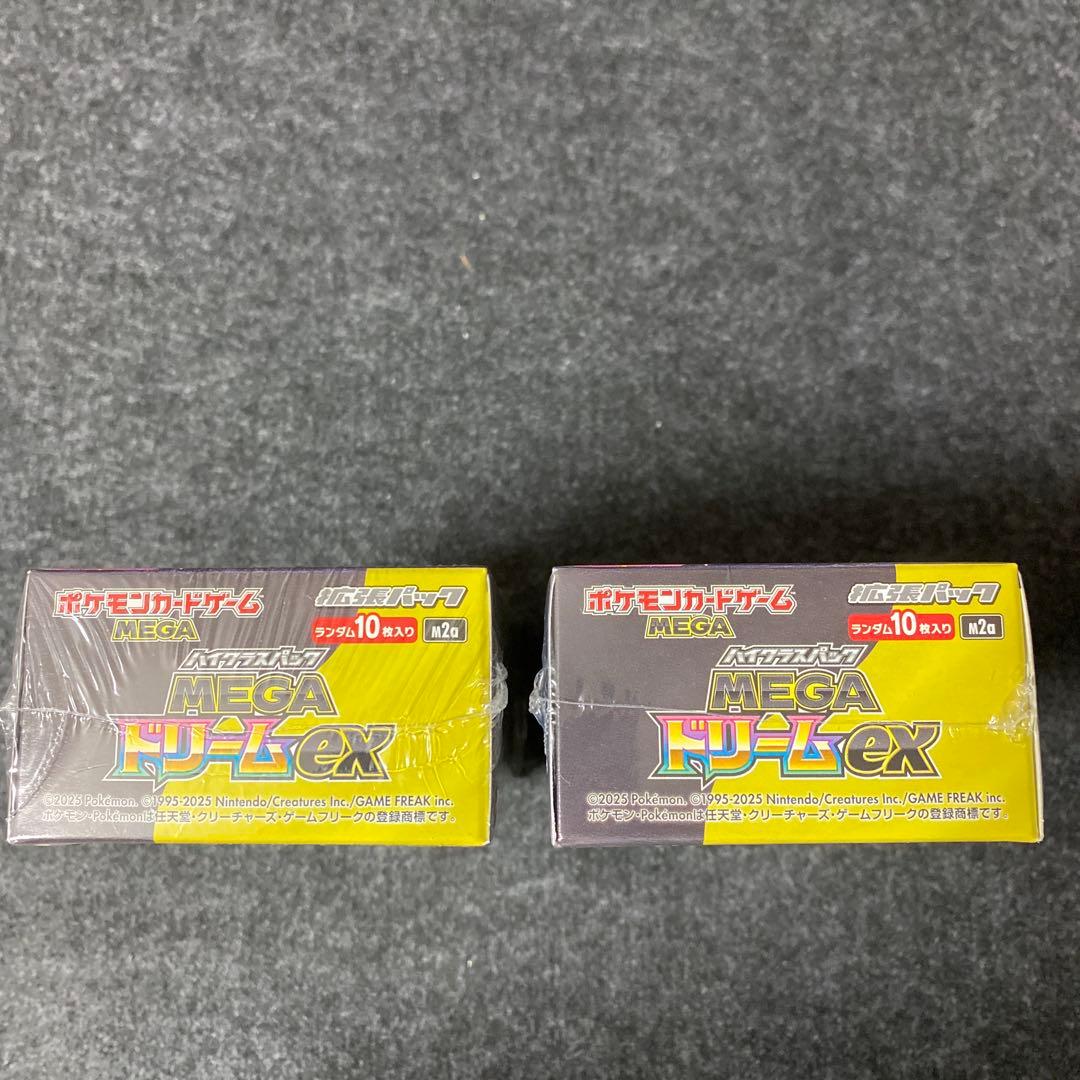 ポケモンカードゲーム
MEGA
拡張パック
ランダム10枚入り
M2a
ハイクラスパック
MEGA
ドリームex
©2025 Pokémon. ©1995-2025 Nintendo/Creatures Inc./GAME FREAK inc.
ポケモン・Pokémonは任天堂・クリーチャーズ・ゲームフリークの登録商標です。
ポケモンカードゲーム
MEGA
拡張パック
ランダム10枚入り
M2a
ハイクラスパック
MEGA
ドリームex
©2025 Pokémon. ©1995-2025 Nintendo/Creatures Inc./GAME FREAK inc.
ポケモン・Pokémonは任天堂・クリーチャーズ・ゲームフリークの登録商標です。